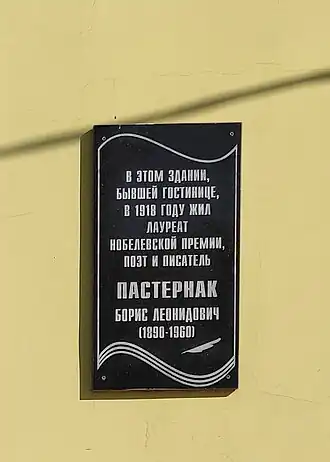 В ЭТОМ ЗДАНИИ,
БЫВШЕЙ ГОСТИНИЦЕ,
В 1918 ГОДУ ЖИЛ
ЛАУРЕАТ
НОБЕЛЕВСКОЙ ПРЕМИИ,
ПОЭТ И ПИСАТЕЛЬ
ПАСТЕРНАК
БОРИС ЛЕОНИДОВИЧ
(1890-1960)